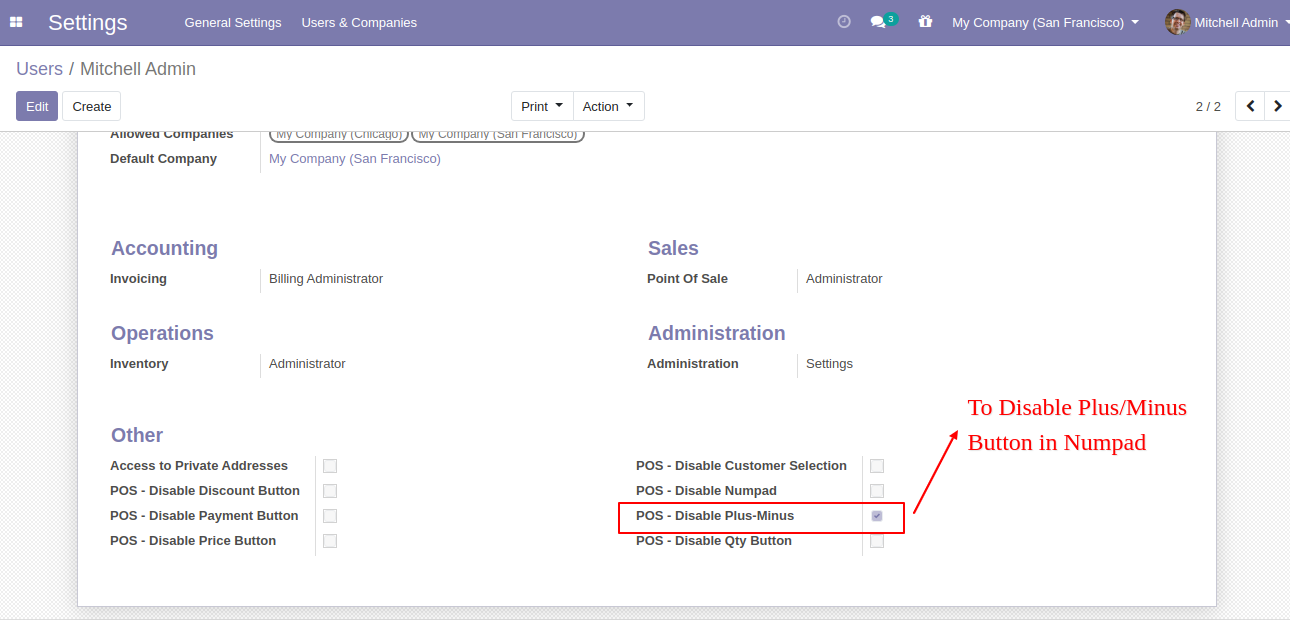 Settings General Settings Users & Companies 3 My Company (San Francisco) Mitchell Admin
Users / Mitchell Admin
Edit Create Print Action 2 / 2
Allowed Companies My Company (Chicago) My Company (San Francisco)
Default Company My Company (San Francisco)
Accounting Sales
Invoicing Billing Administrator Point Of Sale Administrator
Operations Administration
Inventory Administrator Administration Settings
To Disable Plus/Minus
Button in Numpad
Other
Access to Private Addresses POS - Disable Customer Selection
POS - Disable Discount Button POS - Disable Numpad
POS - Disable Payment Button POS - Disable Plus-Minus
POS - Disable Price Button POS - Disable Qty Button